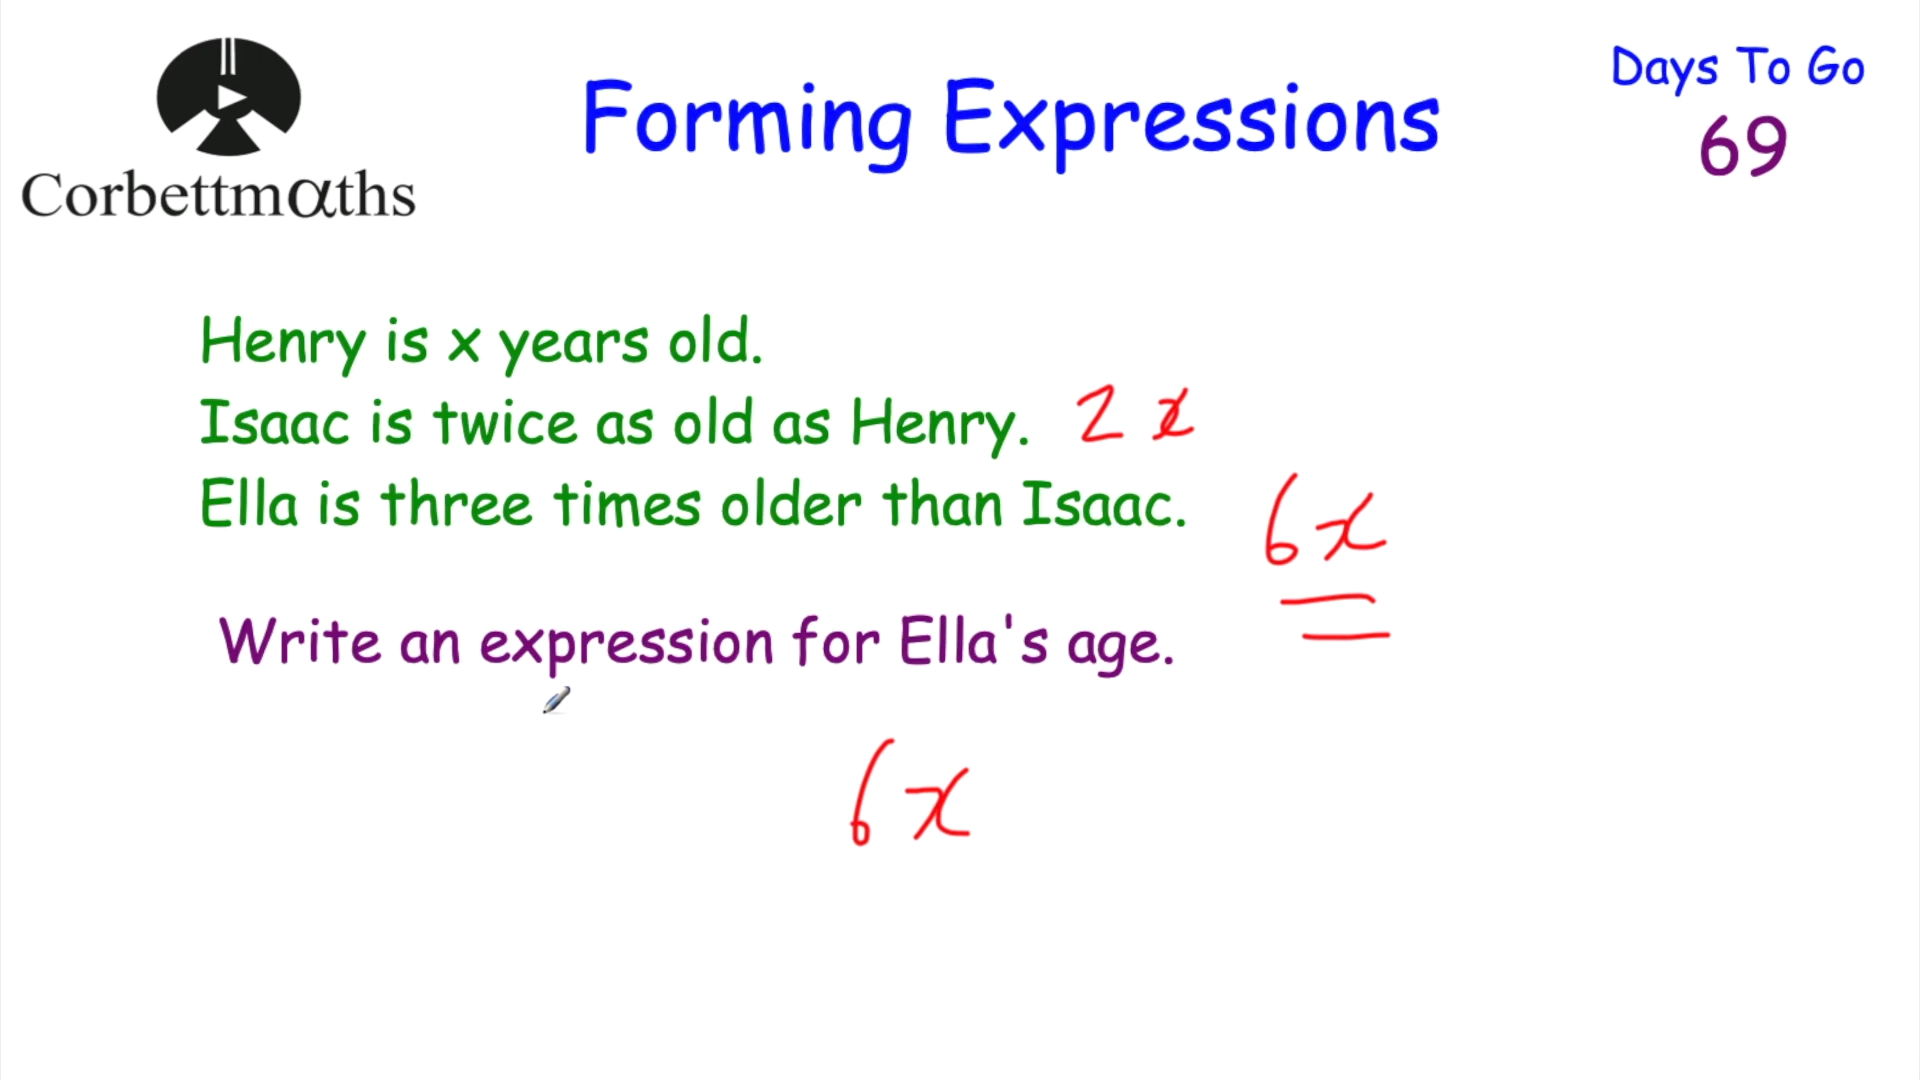 Corbettmαths
Forming Expressions
Days To Go
69
Henry is x years old.
Isaac is twice as old as Henry. 2x
Ella is three times older than Isaac. 6x
Write an expression for Ella's age.
6x